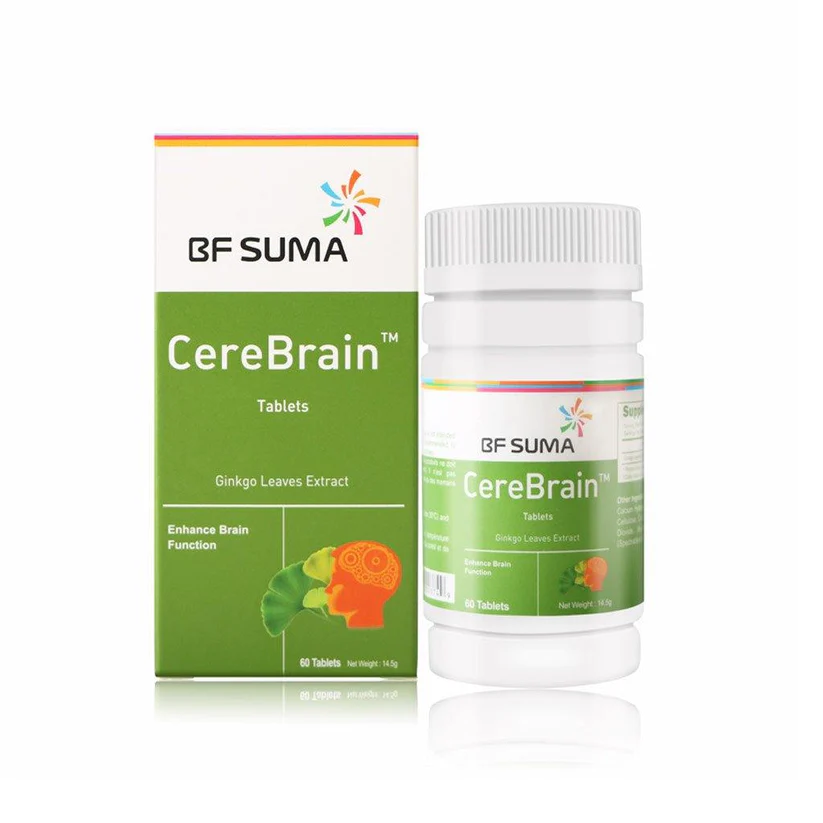 BF SUMA
CereBrain™
Tablets
Ginkgo Leaves Extract
Enhance Brain
Function
60 Tablets Net Weight : 14.5g
BF SUMA
CereBrain™
Tablets
Ginkgo Leaves Extract
Enhance Brain
Function
60 Tablets Net Weight : 14.5g